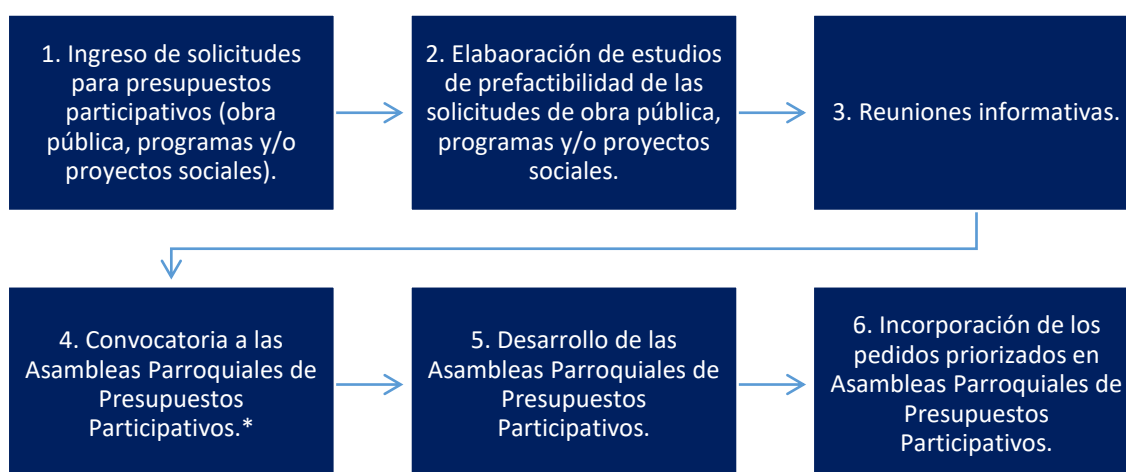 1. Ingreso de solicitudes
para presupuestos
participativos (obra
pública, programas y/o
proyectos sociales).
2. Elabaoración de estudios
de prefactibilidad de las
solicitudes de obra pública,
programas y/o proyectos
sociales.
3. Reuniones informativas.
4. Convocatoria a las
Asambleas Parroquiales de
Presupuestos
Participativos.*
5. Desarrollo de las
Asambleas Parroquiales de
Presupuestos
Participativos.
6. Incorporación de los
pedidos priorizados en
Asambleas Parroquiales de
Presupuestos
Participativos.